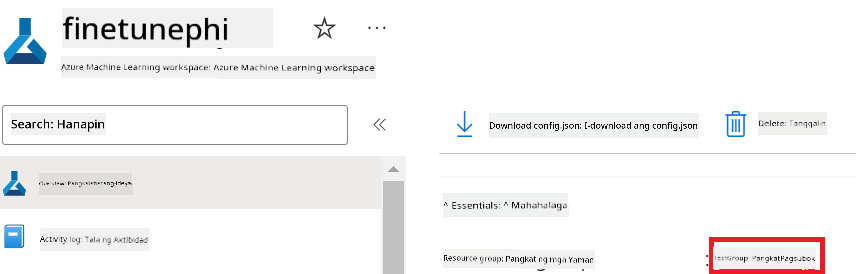 finetunephi
Azure Machine Learning workspace: Azure Machine Learning workspace
Search: Hanapin
Download config.json: I-download ang config.json
Delete: Tanggalin
Overview: Pangkalahatang-ideya
^ Essentials: ^ Mahahalaga
Activity log: Tala ng Aktibidad
Resource group: Pangkat ng mga Yaman
: TestGroup: PangkatPagsubok